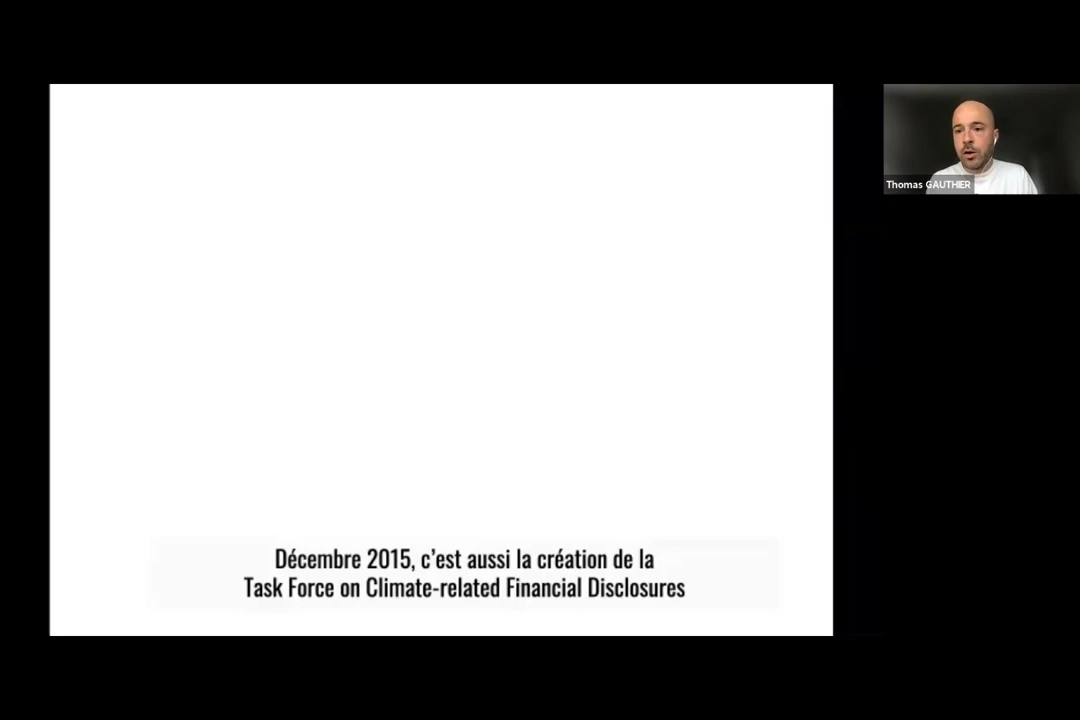 Thomas GAUTHIER
Décembre 2015, c’est aussi la création de la
Task Force on Climate-related Financial Disclosures